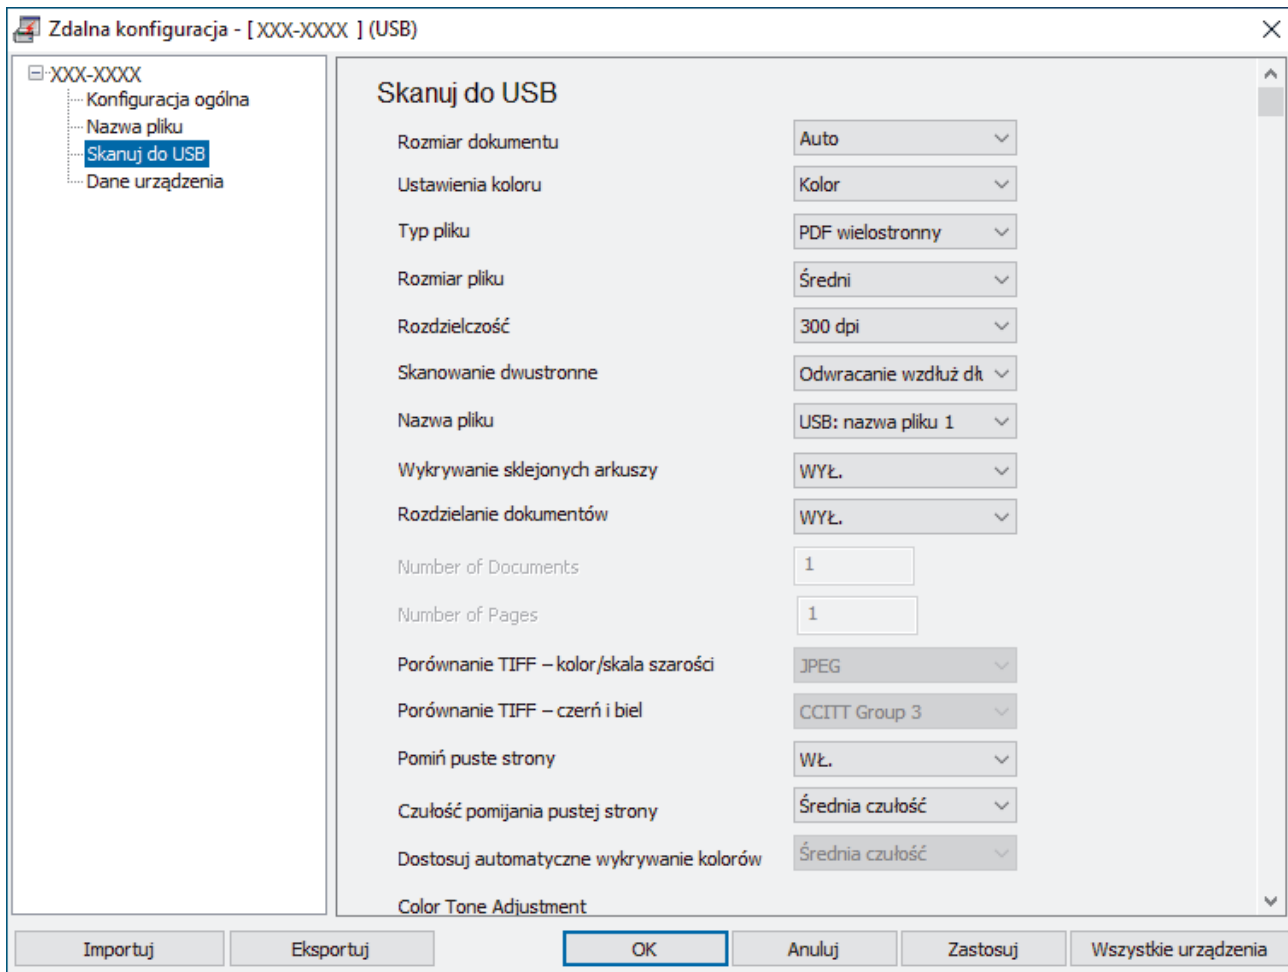 Zdalna konfiguracja - [ XXX-XXXX ] (USB)
XXX-XXXX
Konfiguracja ogólna
Nazwa pliku
Skanuj do USB
Dane urządzenia
Skanuj do USB
Rozmiar dokumentu Auto
Ustawienia koloru Kolor
Typ pliku PDF wielostronny
Rozmiar pliku Średni
Rozdzielczość 300 dpi
Skanowanie dwustronne Odwracanie wzdłuż dłu
Nazwa pliku USB: nazwa pliku 1
Wykrywanie sklejonych arkuszy WYŁ.
Rozdzielanie dokumentów WYŁ.
Number of Documents 1
Number of Pages 1
Porównanie TIFF – kolor/skala szarości JPEG
Porównanie TIFF – czerń i biel CCITT Group 3
Pomiń puste strony WŁ.
Czułość pomijania pustej strony Średnia czułość
Dostosuj automatyczne wykrywanie kolorów Średnia czułość
Color Tone Adjustment
Importuj Eksportuj OK Anuluj Zastosuj Wszystkie urządzenia